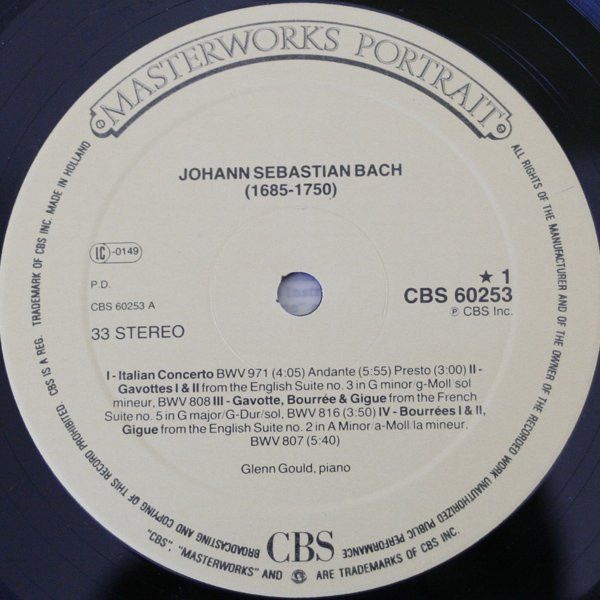 MASTERWORKS PORTRAIT
JOHANN SEBASTIAN BACH
(1685-1750)
IC -0149
P.D.
CBS 60253 A
33 STEREO
★ 1
CBS 60253
℗ CBS Inc.
I - Italian Concerto BWV 971 (4:05) Andante (5:55) Presto (3:00) II -
Gavottes I & II from the English Suite no. 3 in G minor/g-Moll sol
mineur, BWV 808 III - Gavotte, Bourrée & Gigue from the French
Suite no. 5 in G major/G-Dur/sol, BWV 816 (3:50) IV - Bourrées I & II,
Gigue from the English Suite no. 2 in A Minor/a-Moll/la mineur.
BWV 807 (5:40)
Glenn Gould, piano
CBS
ALL RIGHTS OF THE MANUFACTURER AND OF THE OWNER OF THE RECORDED WORK UNAUTHORIZED PUBLIC PERFORMANCE BROADCASTING AND COPYING OF THIS RECORD PROHIBITED. CBS IS A REG. TRADEMARK OF CBS INC. MADE IN HOLLAND
"CBS", "MASTERWORKS" AND ARE TRADEMARKS OF CBS INC.